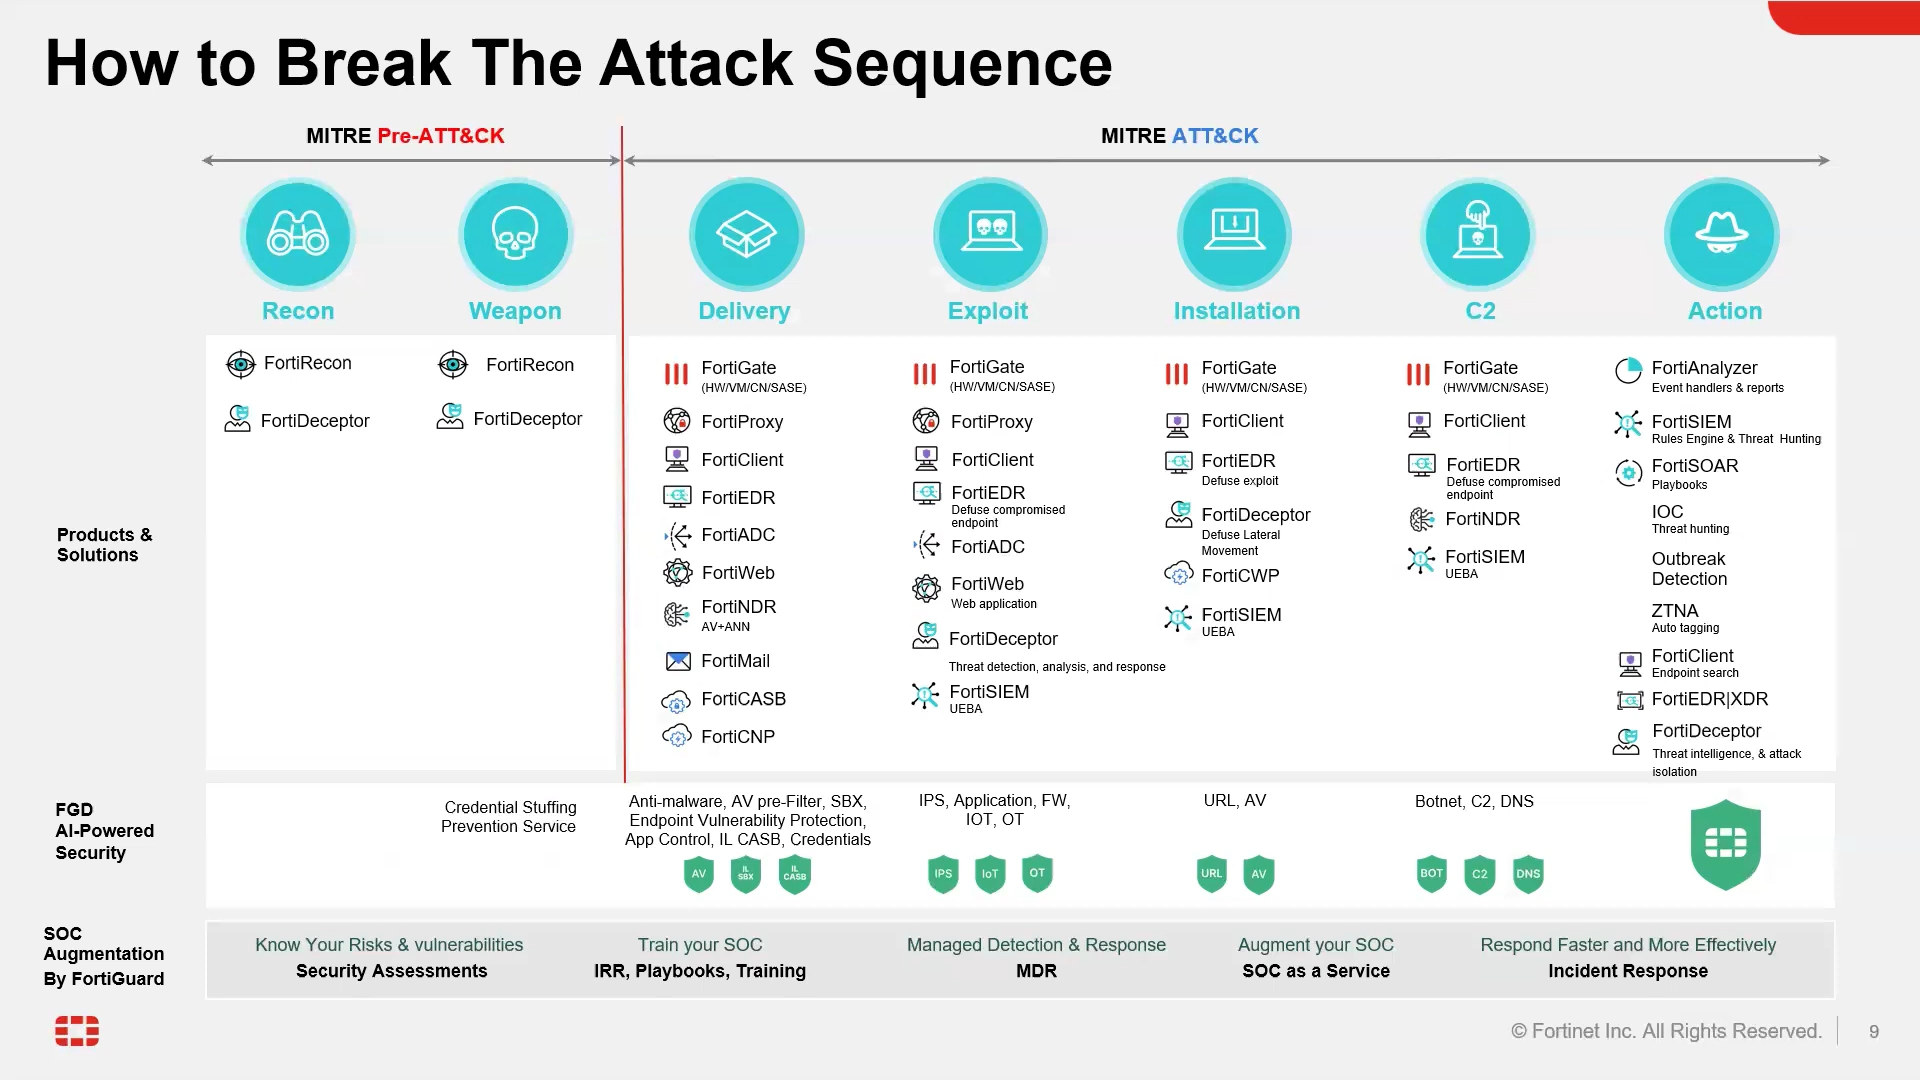 How to Break The Attack Sequence
MITRE Pre-ATT&CK
MITRE ATT&CK
Recon
Weapon
Delivery
Exploit
Installation
C2
Action
Products &
Solutions
FortiRecon
FortiDeceptor
FortiRecon
FortiDeceptor
FortiGate
(HW/VM/CN/SASE)
FortiProxy
FortiClient
FortiEDR
FortiADC
FortiWeb
FortiNDR
AV+ANN
FortiMail
FortiCASB
FortiCNP
FortiGate
(HW/VM/CN/SASE)
FortiProxy
FortiClient
FortiEDR
Defuse compromised
endpoint
FortiADC
FortiWeb
Web application
FortiDeceptor
Threat detection, analysis, and response
FortiSIEM
UEBA
FortiGate
(HW/VM/CN/SASE)
FortiClient
FortiEDR
Defuse exploit
FortiDeceptor
Defuse Lateral
Movement
FortiCWP
FortiSIEM
UEBA
FortiGate
(HW/VM/CN/SASE)
FortiClient
FortiEDR
Defuse compromised
endpoint
FortiNDR
FortiSIEM
UEBA
FortiAnalyzer
Event handlers & reports
FortiSIEM
Rules Engine & Threat Hunting
FortiSOAR
Playbooks
IOC
Threat hunting
Outbreak
Detection
ZTNA
Auto tagging
FortiClient
Endpoint search
FortiEDR|XDR
FortiDeceptor
Threat intelligence, & attack
isolation
FGD
AI-Powered
Security
Credential Stuffing
Prevention Service
Anti-malware, AV pre-Filter, SBX,
Endpoint Vulnerability Protection,
App Control, IL CASB, Credentials
AV
IL
SBX
IL
CASB
IPS, Application, FW,
IOT, OT
IPS
IoT
OT
URL, AV
URL
AV
Botnet, C2, DNS
BOT
C2
DNS
SOC
Augmentation
By FortiGuard
Know Your Risks & vulnerabilities
Security Assessments
Train your SOC
IRR, Playbooks, Training
Managed Detection & Response
MDR
Augment your SOC
SOC as a Service
Respond Faster and More Effectively
Incident Response
© Fortinet Inc. All Rights Reserved.
9